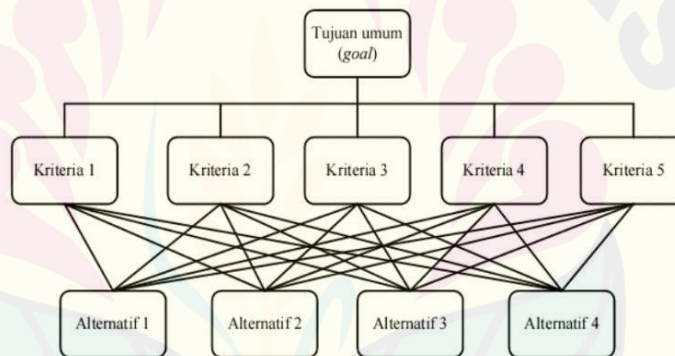 Tujuan umum
(goal)
Kriteria 1
Kriteria 2
Kriteria 3
Kriteria 4
Kriteria 5
Alternatif 1
Alternatif 2
Alternatif 3
Alternatif 4